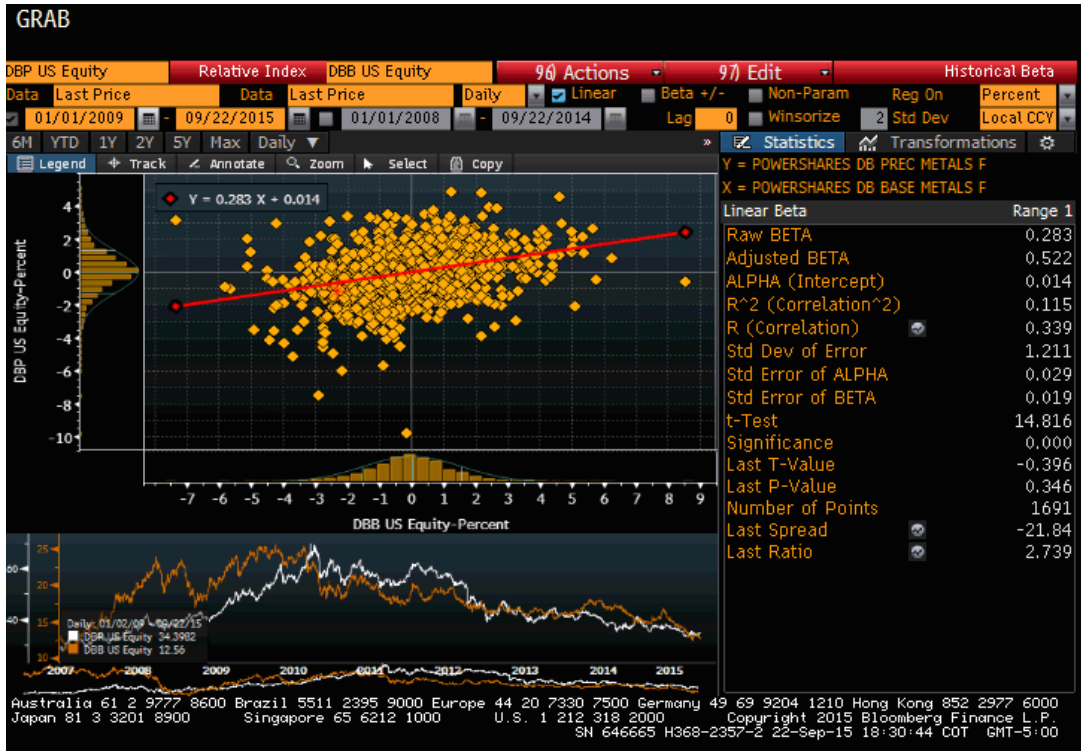 GRAB
DBP US Equity Relative Index DBB US Equity 96) Actions 97) Edit Historical Beta
Data Last Price Data Last Price Daily Linear Beta +/- Non-Param Reg On Percent
01/01/2009 - 09/22/2015 01/01/2008 - 09/22/2014 Lag 0 Winsorize 2 Std Dev Local CCY
6M YTD 1Y 2Y 5Y Max Daily ▼ » Statistics Transformations
Legend Track Annotate Zoom Select Copy
Y = POWERSHARES DB PREC METALS F
X = POWERSHARES DB BASE METALS F
Linear Beta Range 1
Raw BETA 0.283
Adjusted BETA 0.522
ALPHA (Intercept) 0.014
R^2 (Correlation^2) 0.115
R (Correlation) 0.339
Std Dev of Error 1.211
Std Error of ALPHA 0.029
Std Error of BETA 0.019
t-Test 14.816
Significance 0.000
Last T-Value -0.396
Last P-Value 0.346
Number of Points 1691
Last Spread -21.84
Last Ratio 2.739
Y = 0.283 X + 0.014
DBP US Equity-Percent
4
2
0
-2
-4
-6
-8
-10
-7 -6 -5 -4 -3 -2 -1 0 1 2 3 4 5 6 7 8 9
DBB US Equity-Percent
25
60
20
15
40
10
Daily: 01/02/09 - 09/22/15
DBP US Equity 34.3982
DBB US Equity 12.56
2007 2008 2009 2010 2011 2012 2013 2014 2015
Australia 61 2 9777 8600 Brazil 5511 2395 9000 Europe 44 20 7330 7500 Germany 49 69 9204 1210 Hong Kong 852 2977 6000
Japan 81 3 3201 8900 Singapore 65 6212 1000 U.S. 1 212 318 2000 Copyright 2015 Bloomberg Finance L.P.
SN 646665 H368-2357-2 22-Sep-15 18:30:44 COT GMT-5:00